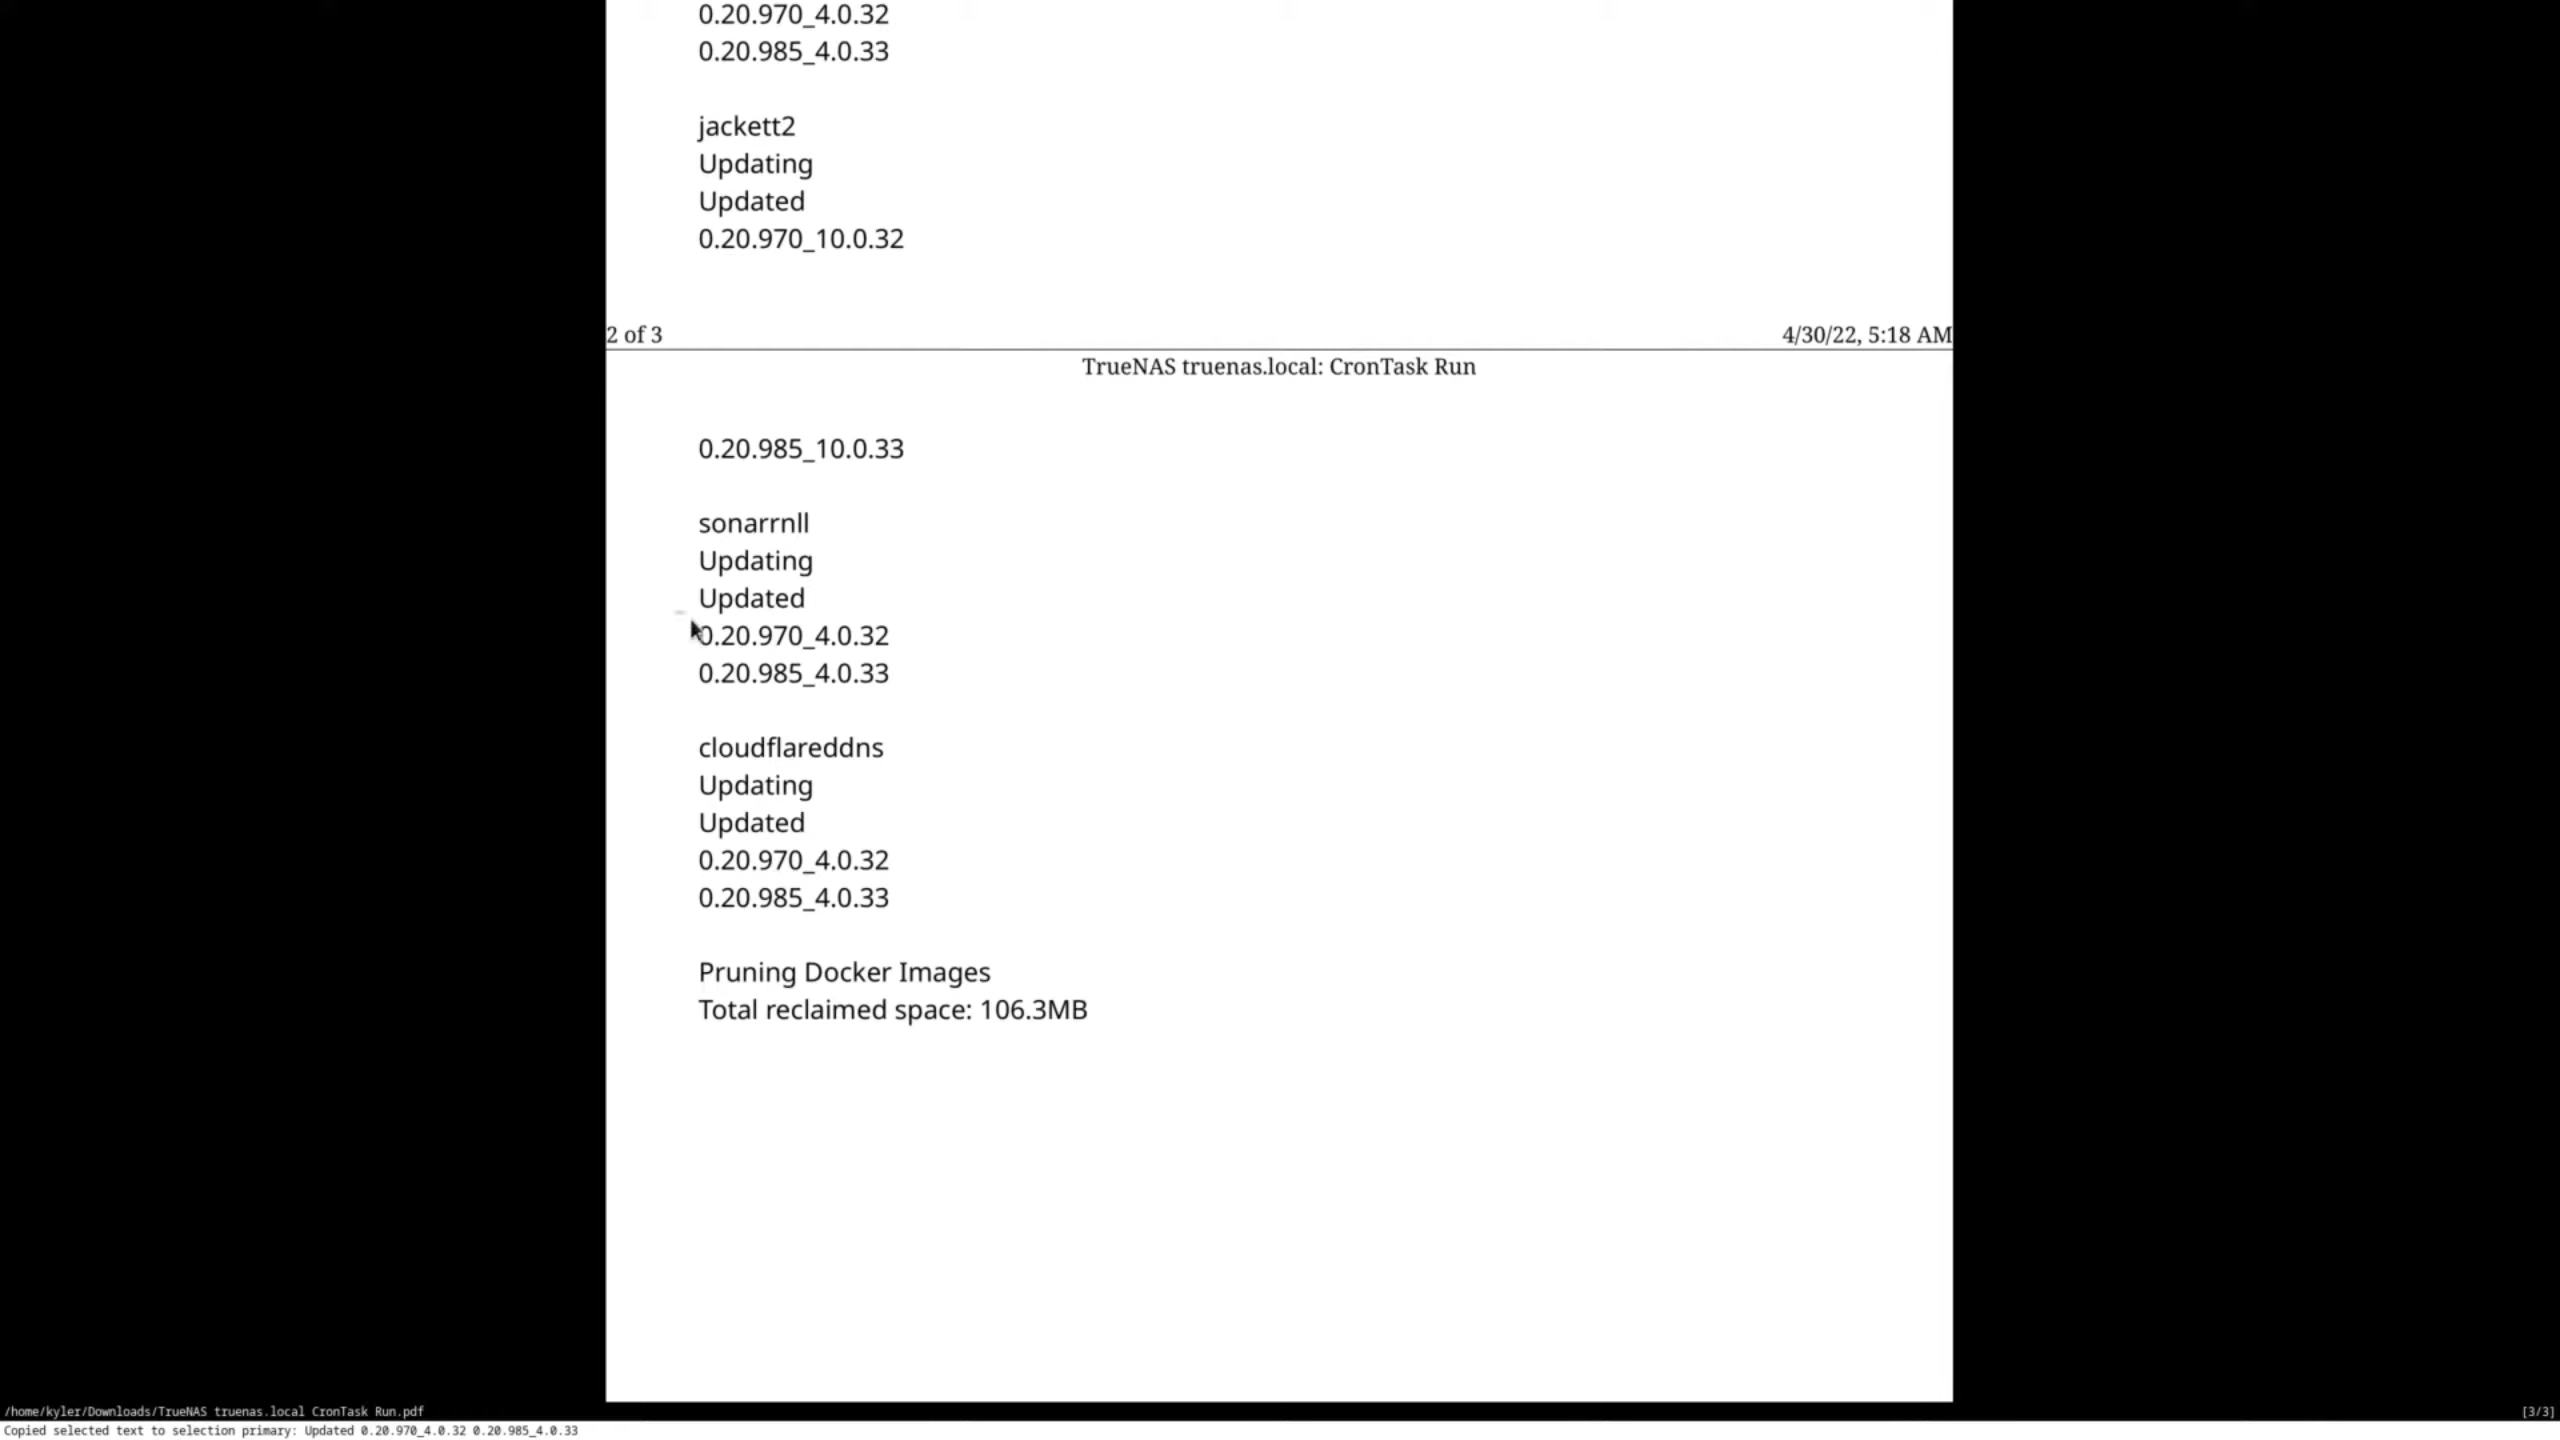 0.20.970_4.0.32
0.20.985_4.0.33
jackett2
Updating
Updated
0.20.970_10.0.32
2 of 3
4/30/22, 5:18 AM
TrueNAS truenas.local: CronTask Run
0.20.985_10.0.33
sonarrnll
Updating
Updated
0.20.970_4.0.32
0.20.985_4.0.33
cloudflareddns
Updating
Updated
0.20.970_4.0.32
0.20.985_4.0.33
Pruning Docker Images
Total reclaimed space: 106.3MB
/home/kyler/Downloads/TrueNAS truenas.local CronTask Run.pdf
[3/3]
Copied selected text to selection primary: Updated 0.20.970_4.0.32 0.20.985_4.0.33